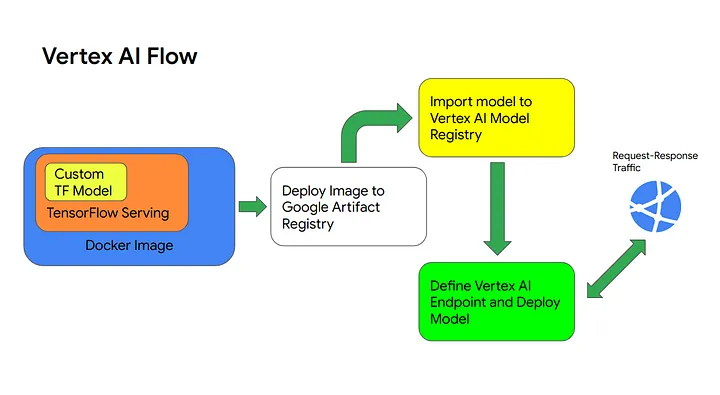 Vertex AI Flow
Custom
TF Model
TensorFlow Serving
Docker Image
Deploy Image to
Google Artifact
Registry
Import model to
Vertex AI Model
Registry
Define Vertex AI
Endpoint and Deploy
Model
Request-Response
Traffic